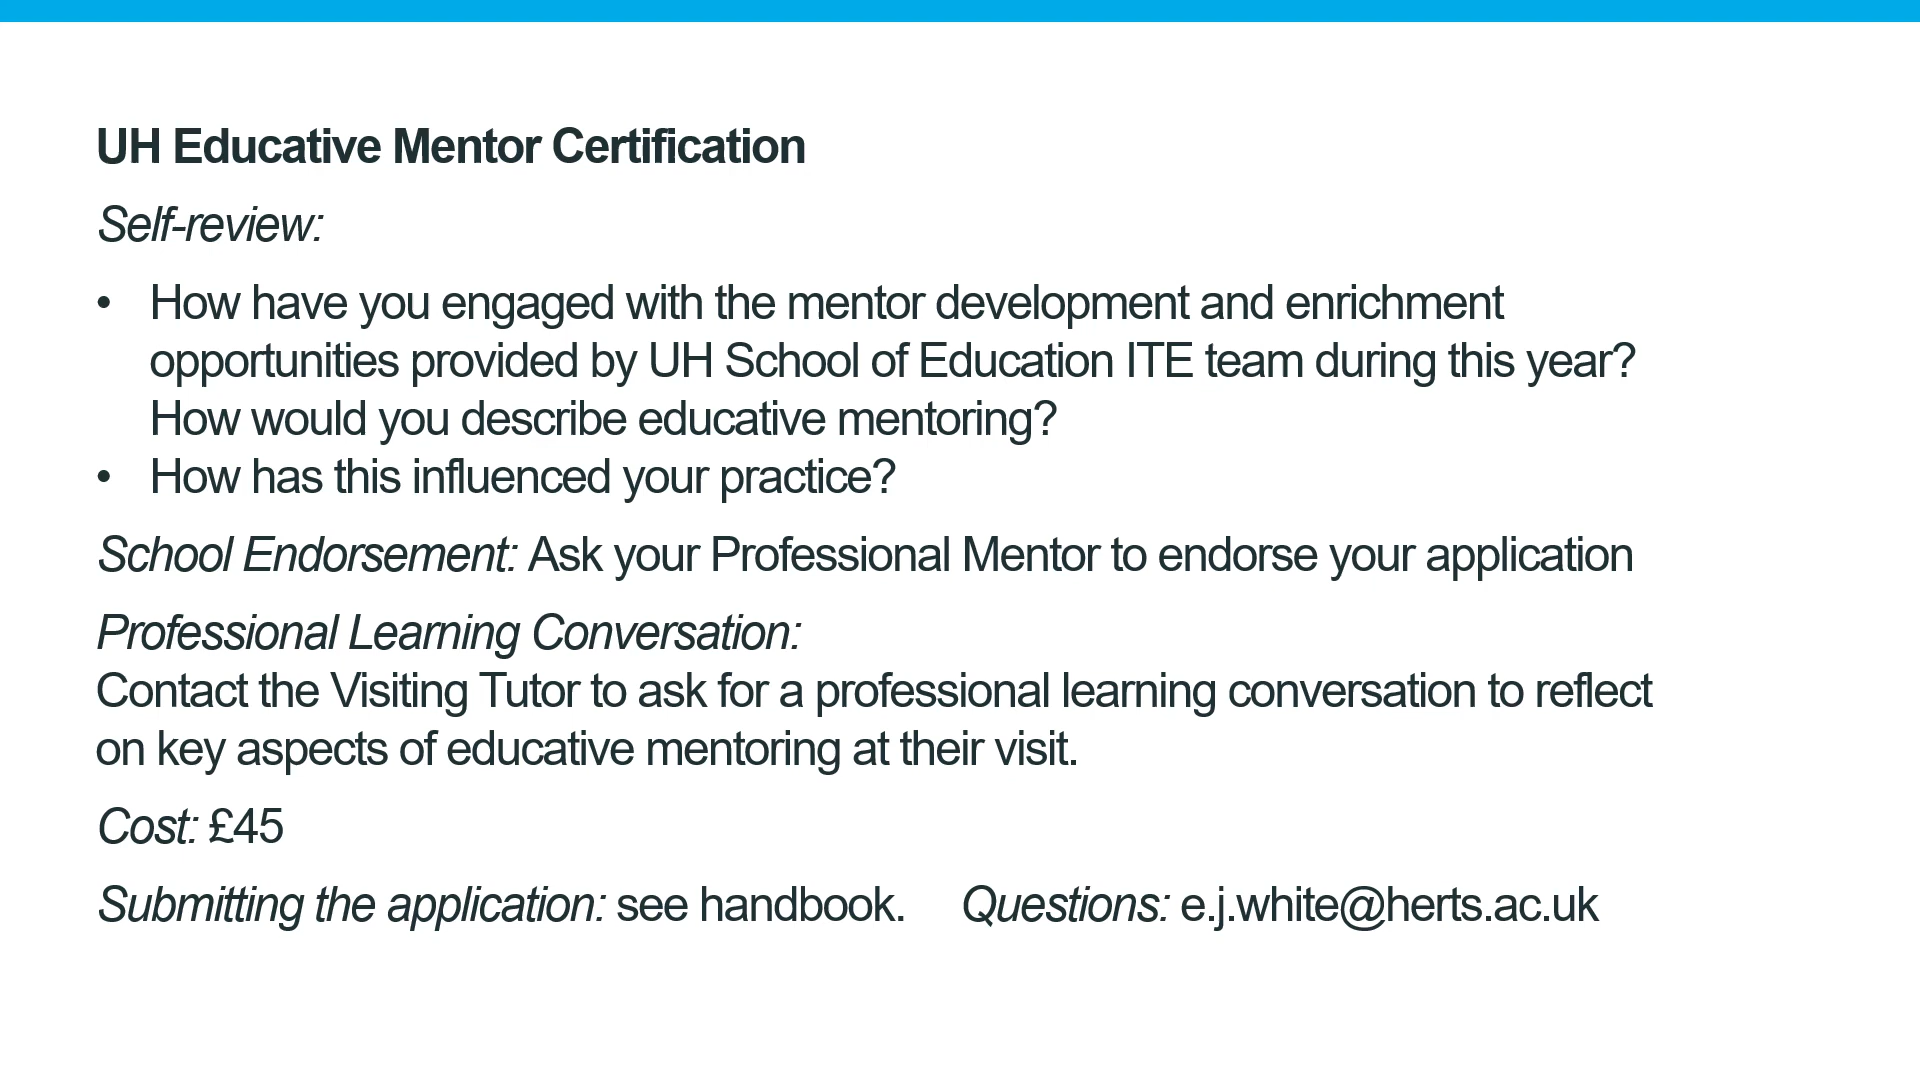 UH Educative Mentor Certification
Self-review:
• How have you engaged with the mentor development and enrichment
opportunities provided by UH School of Education ITE team during this year?
How would you describe educative mentoring?
• How has this influenced your practice?
School Endorsement: Ask your Professional Mentor to endorse your application
Professional Learning Conversation:
Contact the Visiting Tutor to ask for a professional learning conversation to reflect
on key aspects of educative mentoring at their visit.
Cost: £45
Submitting the application: see handbook. Questions: e.j.white@herts.ac.uk